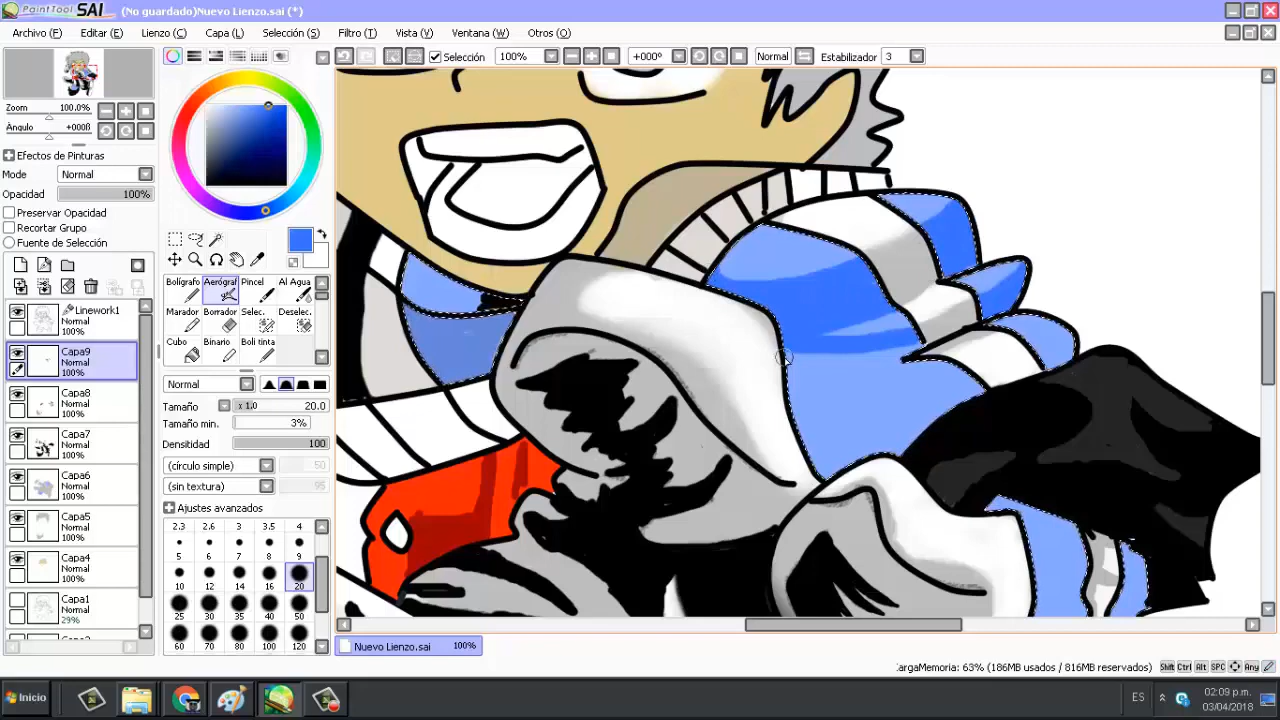 PaintTool SAI (No guardado)Nuevo Lienzo.sai (*)
Archivo (F) Editar (E) Lienzo (C) Capa (L) Selección (S) Filtro (T) Vista (V) Ventana (W) Otros (O)
Selección 100% +000° Normal Estabilizador 3
Zoom 100.0%
Ángulo +000ß
Efectos de Pinturas
Modo Normal
Opacidad 100%
Preservar Opacidad
Recortar Grupo
Fuente de Selección
Linework1
Normal
100%
Capa9
Normal
100%
Capa8
Normal
100%
Capa7
Normal
100%
Capa6
Normal
100%
Capa5
Normal
100%
Capa4
Normal
100%
Capa1
Normal
29%
Bolígrafo Aerógraf Pincel Al Agua
Marador Borrador Selec. Deselec.
Cubo Binario Bol tinta
Normal
Tamaño x 1.0 20.0
Tamaño min. 3%
Densitidad 100
(círculo simple) 50
(sin textura) 95
Ajustes avanzados
2.3 2.6 3 3.5 4
5 6 7 8 9
10 12 14 16 20
25 30 35 40 50
60 70 80 100 120
Nuevo Lienzo.sai 100%
argaMemoria: 63% (186MB usados / 816MB reservados) Shift Ctrl Alt SPC Any
Inicio
ES 02:09 p.m.
03/04/2018